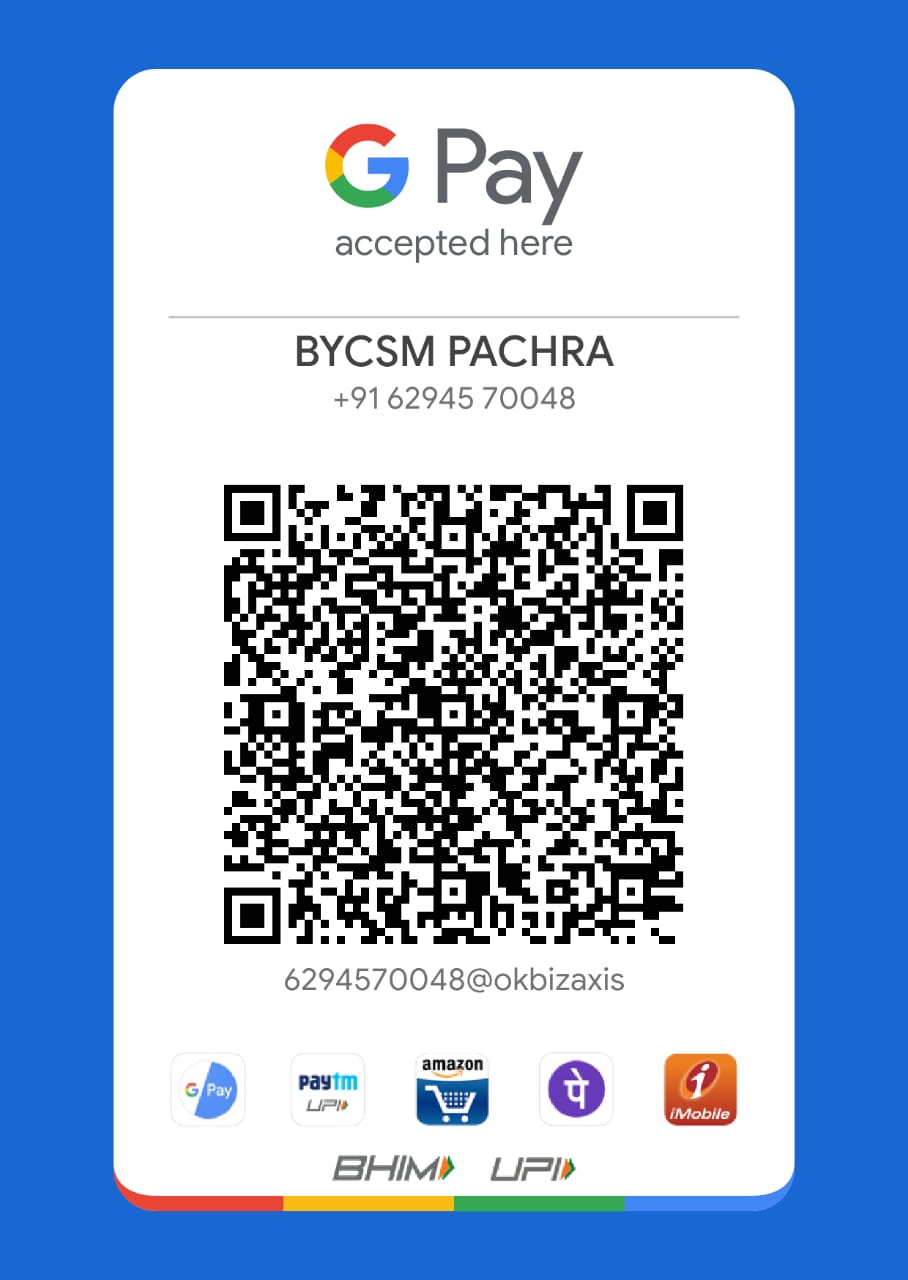 G Pay
accepted here
BYCSM PACHRA
+91 62945 70048
6294570048@okbizaxis
G Pay
paytm
UPI
amazon
पे
i
iMobile
BHIM UPI